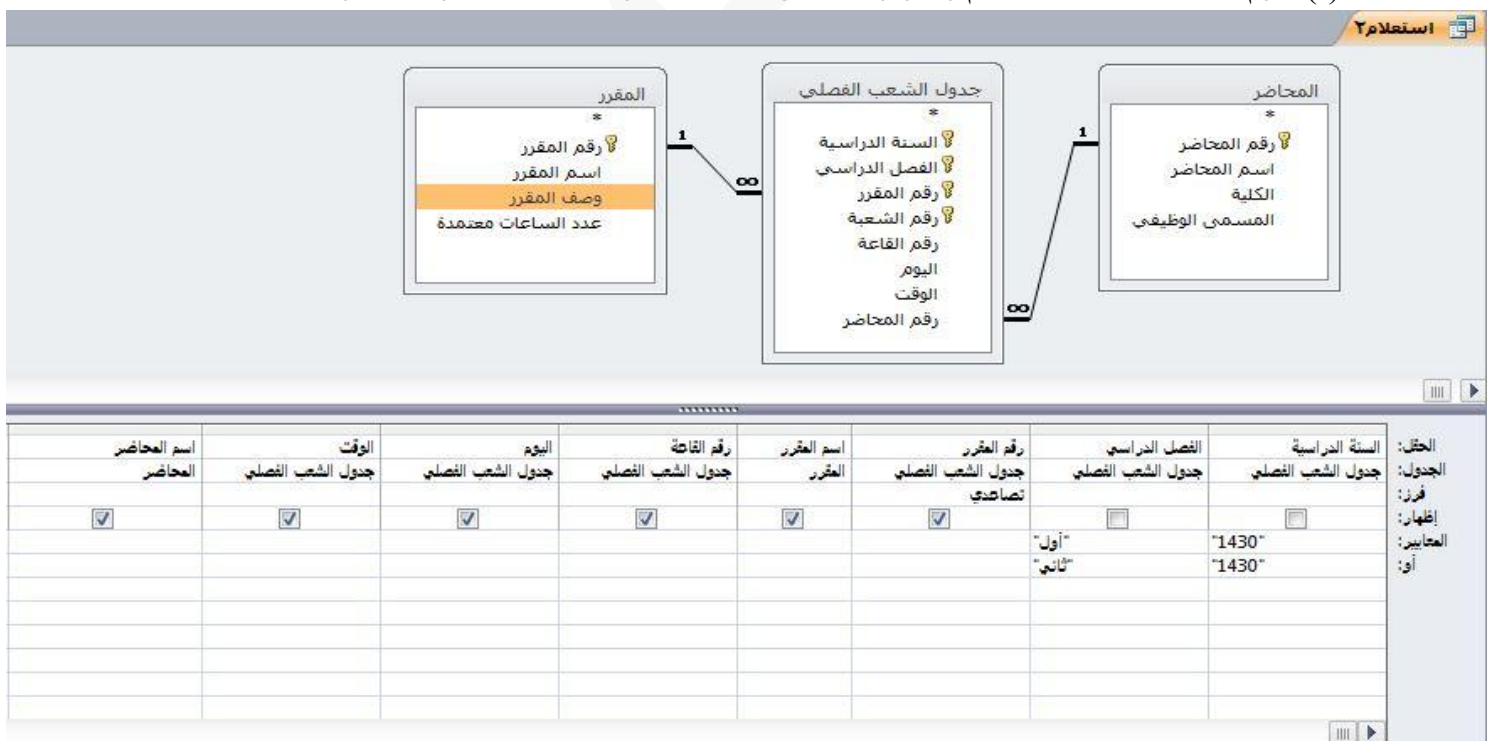 استعلام٢
المحاضر
*
رقم المحاضر
اسم المحاضر
الكلية
المسمى الوظيفي
1
∞
جدول الشعب الفصلي
*
السنة الدراسية
الفصل الدراسي
رقم المقرر
رقم الشعبة
رقم القاعة
اليوم
الوقت
رقم المحاضر
∞
1
المقرر
*
رقم المقرر
اسم المقرر
وصف المقرر
عدد الساعات معتمدة
الحقل: السنة الدراسية الفصل الدراسي رقم المقرر اسم المقرر رقم القاعة اليوم الوقت اسم المحاضر
الجدول: جدول الشعب الفصلي جدول الشعب الفصلي جدول الشعب الفصلي المقرر جدول الشعب الفصلي جدول الشعب الفصلي جدول الشعب الفصلي المحاضر
فرز: تصاعدي
إظهار:
المعايير: "1430" "أول"
أو: "1430" "ثاني"